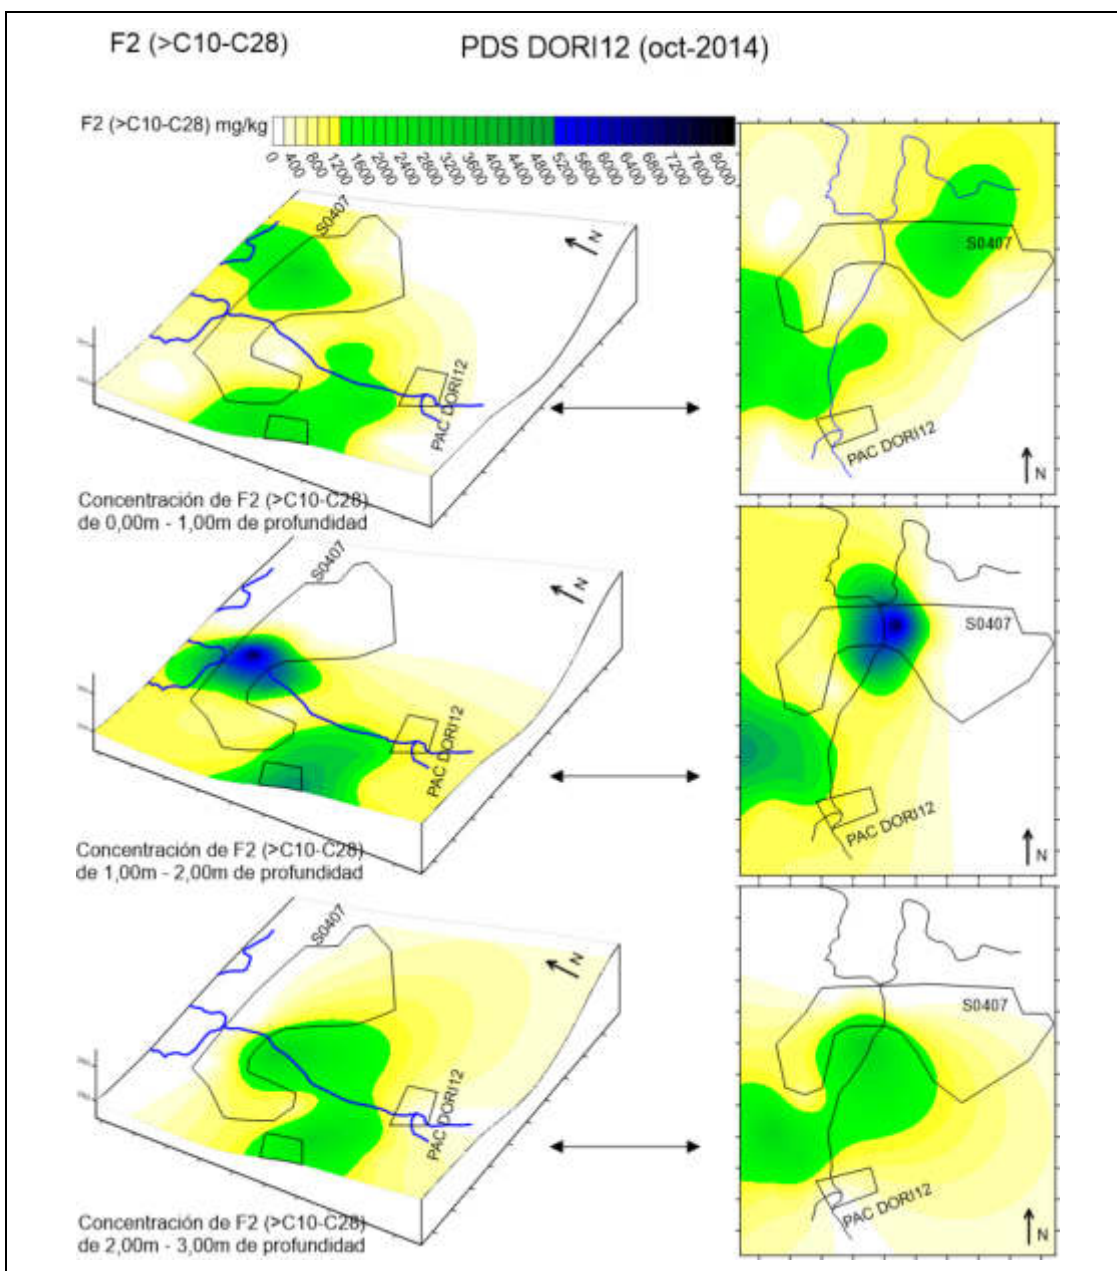 F2 (>C10-C28)
PDS DORI12 (oct-2014)
F2 (>C10-C28) mg/kg
0
400
800
1200
1600
2000
2400
2800
3200
3600
4000
4400
4800
5200
5600
6000
6400
6800
7200
7600
8000
S0407
N
PAC DORI12
S0407
PAC DORI12
N
Concentración de F2 (>C10-C28)
de 0,00m - 1,00m de profundidad
S0407
N
PAC DORI12
S0407
PAC DORI12
N
Concentración de F2 (>C10-C28)
de 1,00m - 2,00m de profundidad
S0407
N
PAC DORI12
S0407
PAC DORI12
N
Concentración de F2 (>C10-C28)
de 2,00m - 3,00m de profundidad